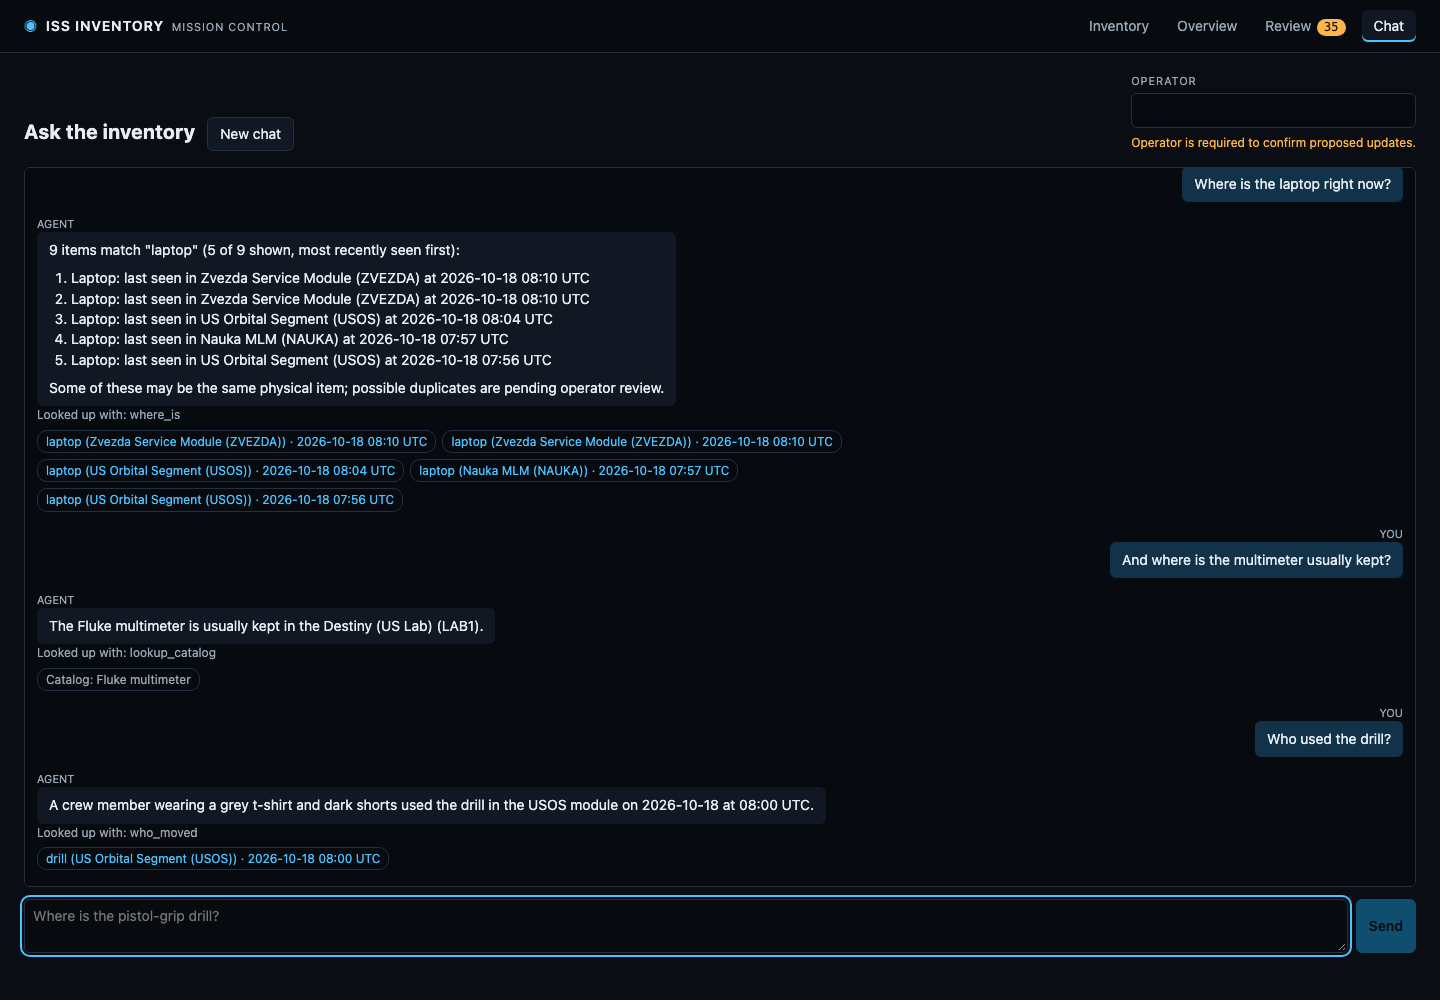 ISS INVENTORY MISSION CONTROL
Inventory Overview Review 35 Chat
OPERATOR
Ask the inventory New chat
Operator is required to confirm proposed updates.
Where is the laptop right now?
AGENT
9 items match "laptop" (5 of 9 shown, most recently seen first):
1. Laptop: last seen in Zvezda Service Module (ZVEZDA) at 2026-10-18 08:10 UTC
2. Laptop: last seen in Zvezda Service Module (ZVEZDA) at 2026-10-18 08:10 UTC
3. Laptop: last seen in US Orbital Segment (USOS) at 2026-10-18 08:04 UTC
4. Laptop: last seen in Nauka MLM (NAUKA) at 2026-10-18 07:57 UTC
5. Laptop: last seen in US Orbital Segment (USOS) at 2026-10-18 07:56 UTC
Some of these may be the same physical item; possible duplicates are pending operator review.
Looked up with: where_is
laptop (Zvezda Service Module (ZVEZDA)) · 2026-10-18 08:10 UTC laptop (Zvezda Service Module (ZVEZDA)) · 2026-10-18 08:10 UTC
laptop (US Orbital Segment (USOS)) · 2026-10-18 08:04 UTC laptop (Nauka MLM (NAUKA)) · 2026-10-18 07:57 UTC
laptop (US Orbital Segment (USOS)) · 2026-10-18 07:56 UTC
YOU
And where is the multimeter usually kept?
AGENT
The Fluke multimeter is usually kept in the Destiny (US Lab) (LAB1).
Looked up with: lookup_catalog
Catalog: Fluke multimeter
YOU
Who used the drill?
AGENT
A crew member wearing a grey t-shirt and dark shorts used the drill in the USOS module on 2026-10-18 at 08:00 UTC.
Looked up with: who_moved
drill (US Orbital Segment (USOS)) · 2026-10-18 08:00 UTC
Where is the pistol-grip drill?
Send